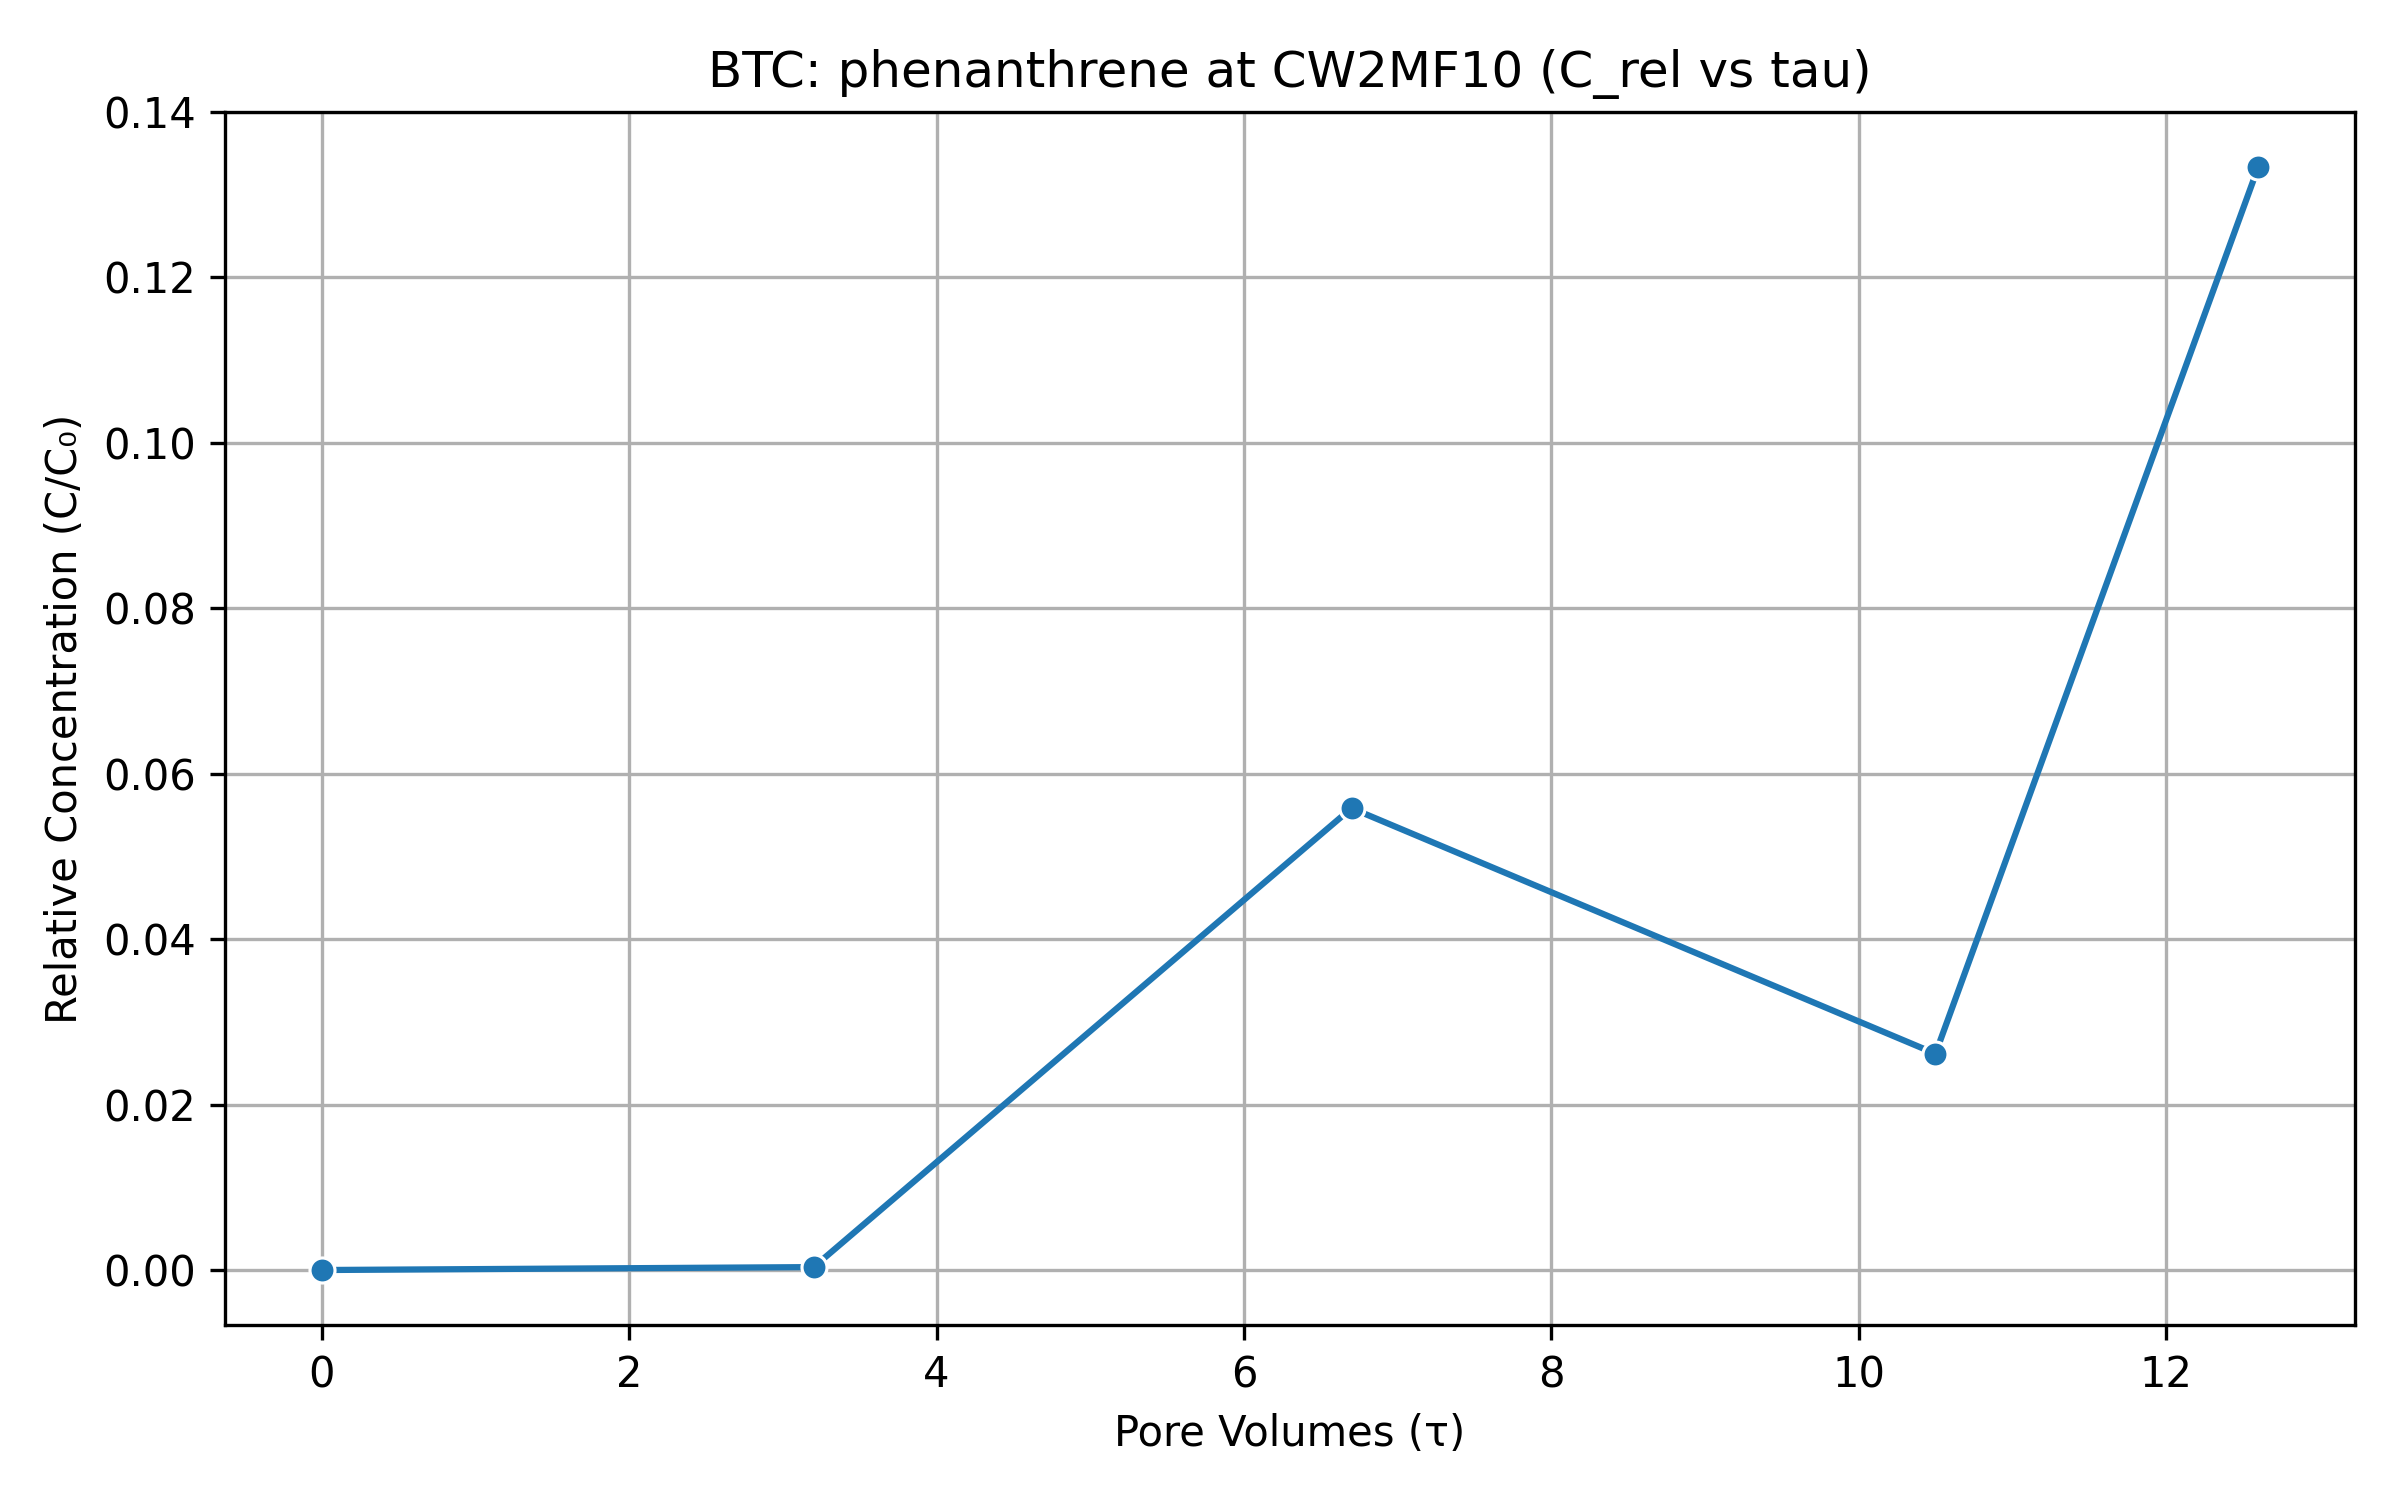 BTC: phenanthrene at CW2MF10 (C_rel vs tau)
Relative Concentration (C/C₀)
0.14
0.12
0.10
0.08
0.06
0.04
0.02
0.00
0 2 4 6 8 10 12
Pore Volumes (τ)